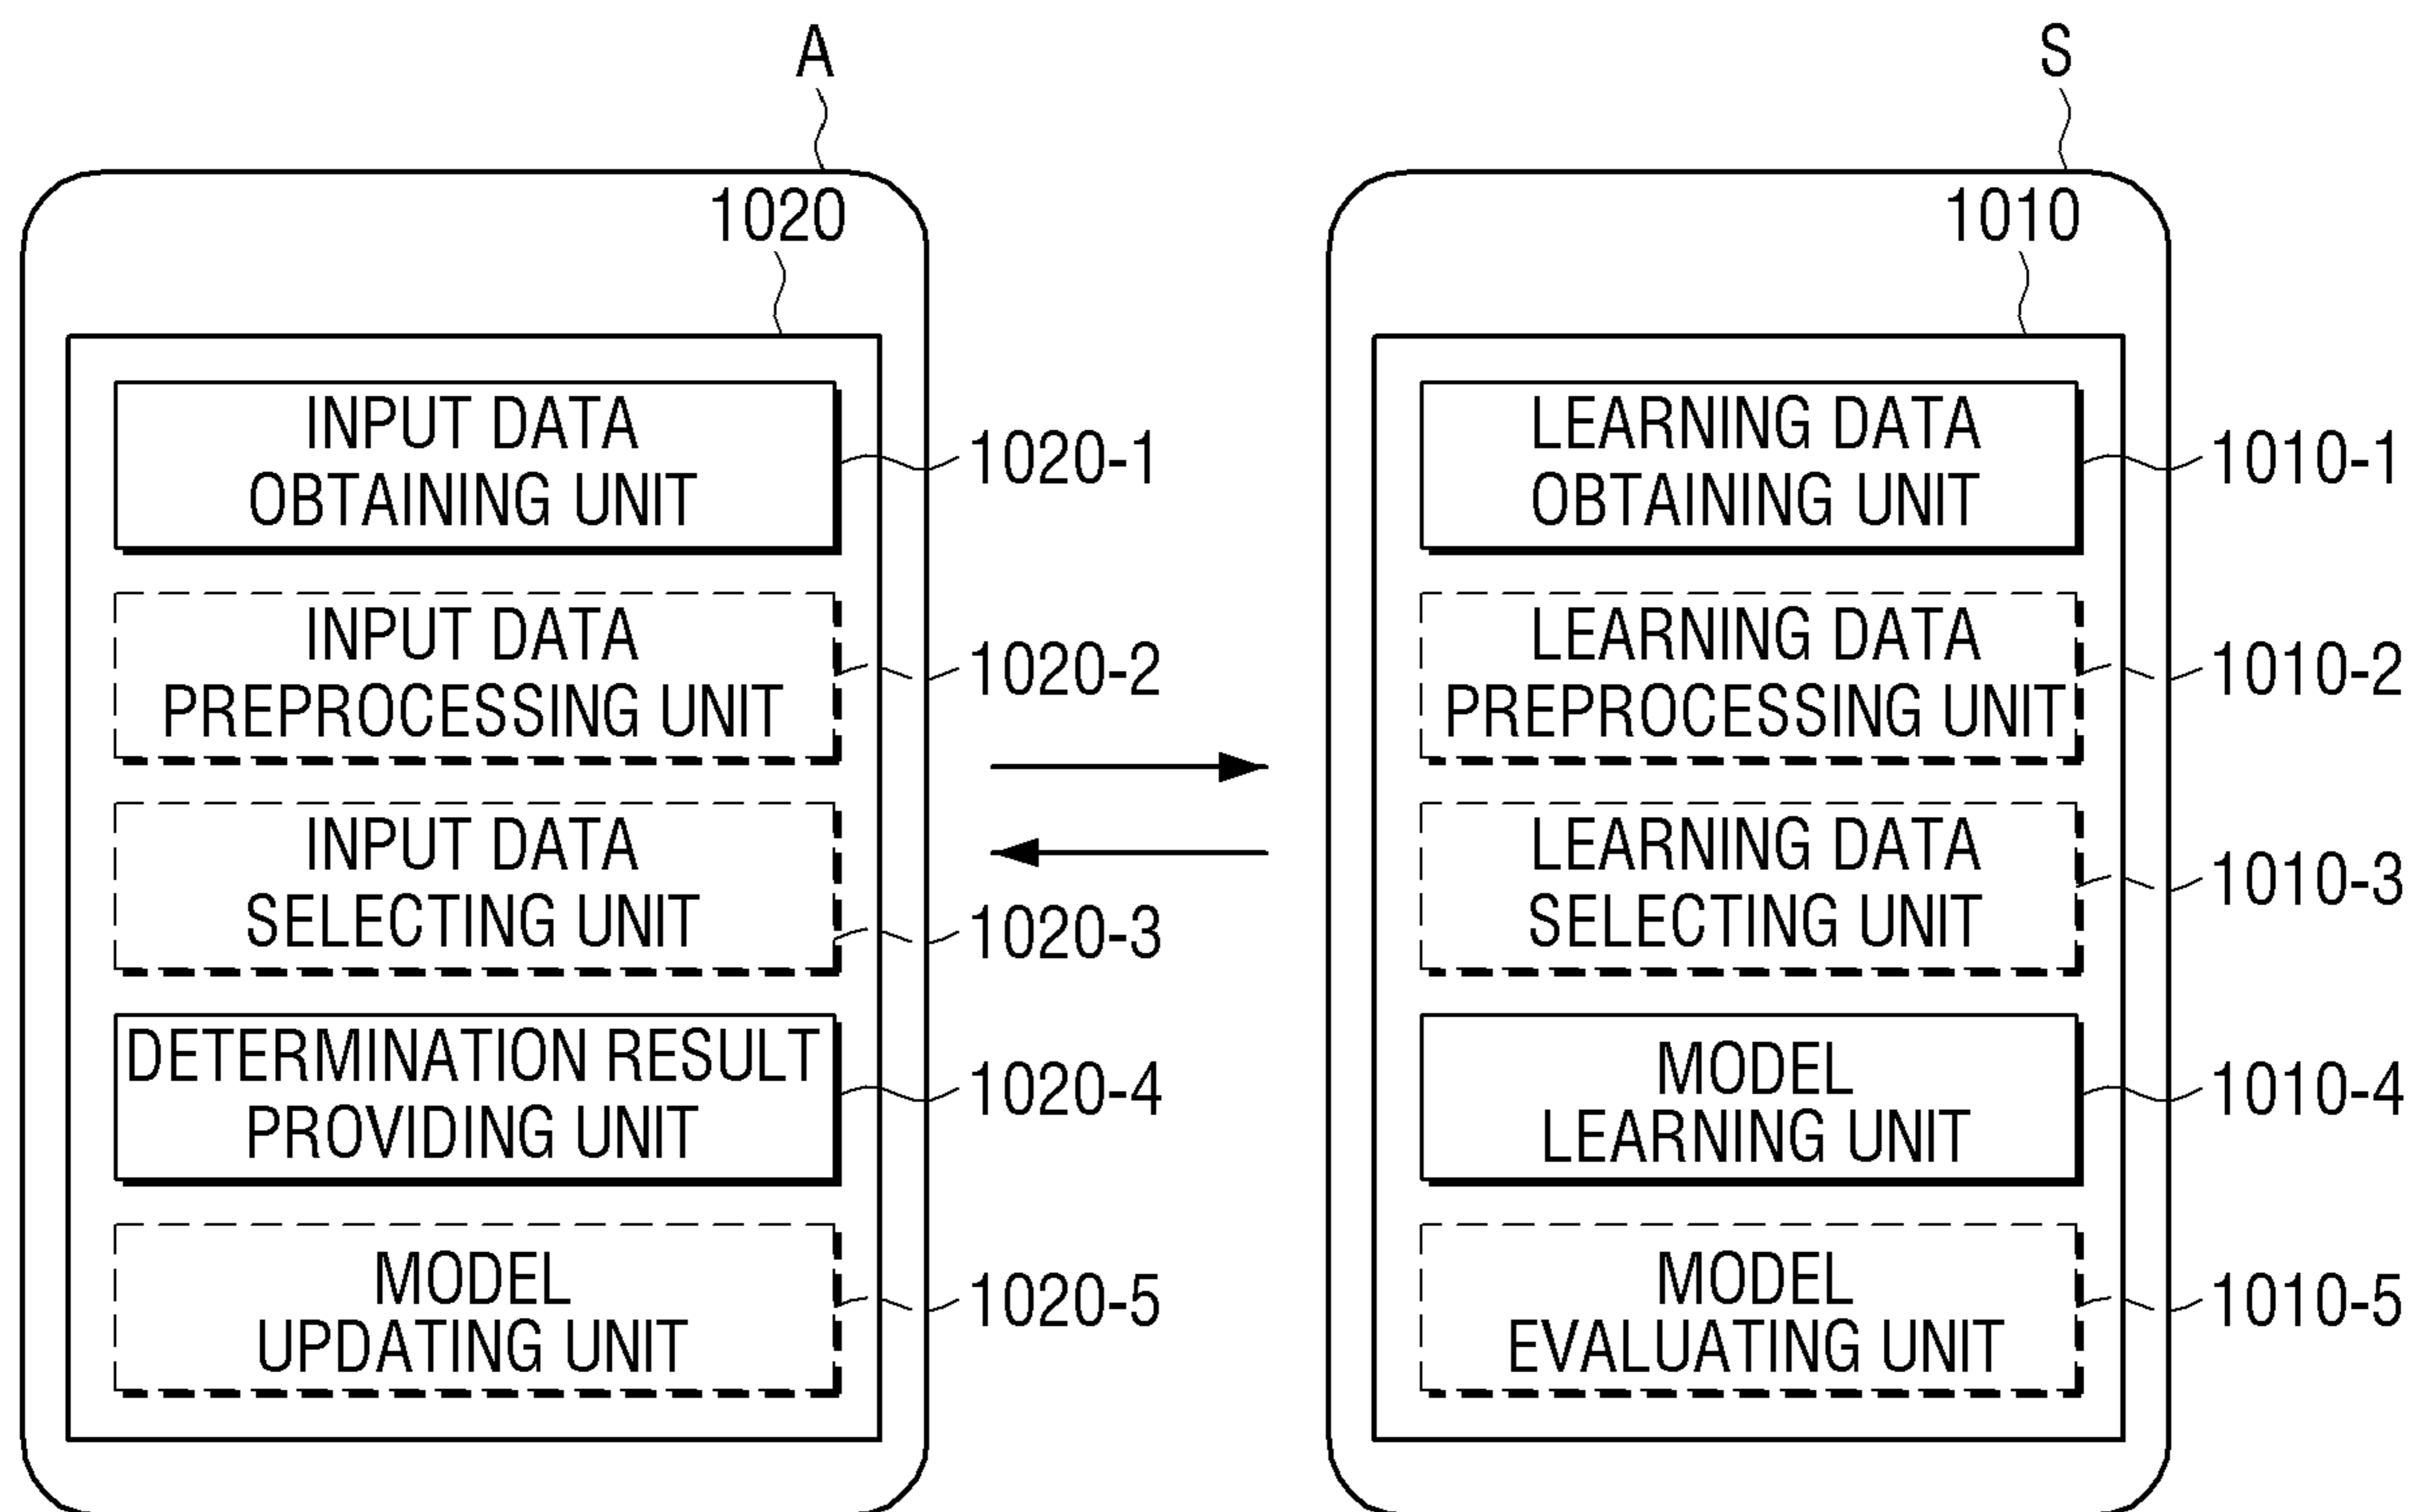 A
1020
INPUT DATA
OBTAINING UNIT
1020-1
INPUT DATA
PREPROCESSING UNIT
1020-2
INPUT DATA
SELECTING UNIT
1020-3
DETERMINATION RESULT
PROVIDING UNIT
1020-4
MODEL
UPDATING UNIT
1020-5
S
1010
LEARNING DATA
OBTAINING UNIT
1010-1
LEARNING DATA
PREPROCESSING UNIT
1010-2
LEARNING DATA
SELECTING UNIT
1010-3
MODEL
LEARNING UNIT
1010-4
MODEL
EVALUATING UNIT
1010-5